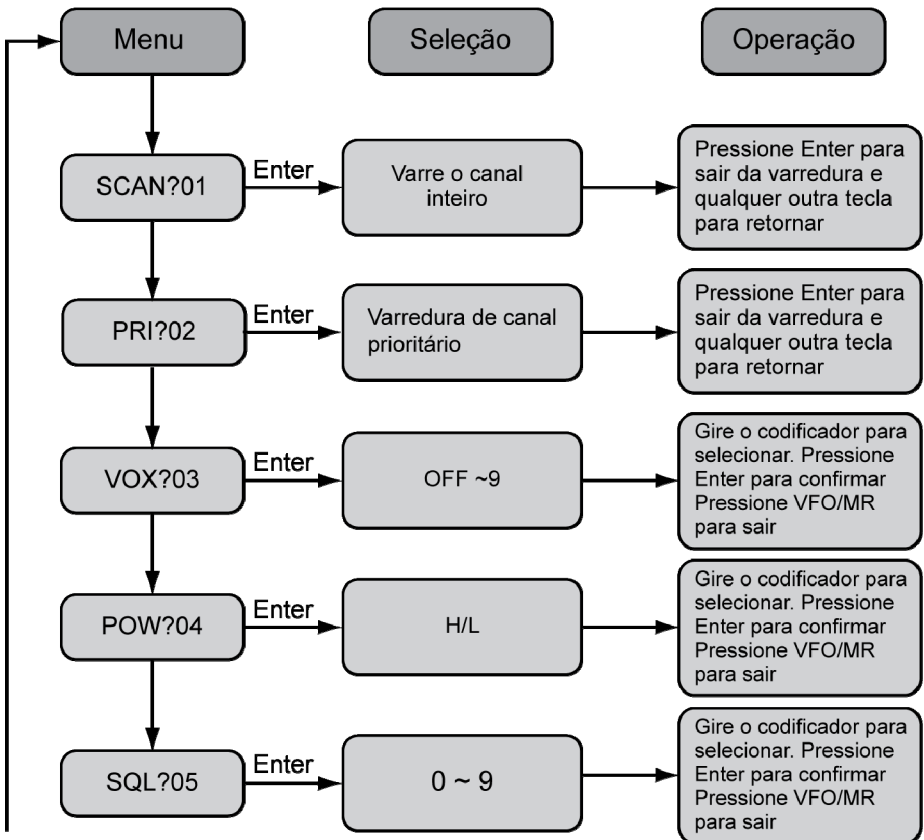 Menu
Seleção
Operação
SCAN?01
Enter
Varre o canal
inteiro
Pressione Enter para
sair da varredura e
qualquer outra tecla
para retornar
PRI?02
Enter
Varredura de canal
prioritário
Pressione Enter para
sair da varredura e
qualquer outra tecla
para retornar
VOX?03
Enter
OFF ~9
Gire o codificador para
selecionar. Pressione
Enter para confirmar
Pressione VFO/MR
para sair
POW?04
Enter
H/L
Gire o codificador para
selecionar. Pressione
Enter para confirmar
Pressione VFO/MR
para sair
SQL?05
Enter
0 ~ 9
Gire o codificador para
selecionar. Pressione
Enter para confirmar
Pressione VFO/MR
para sair